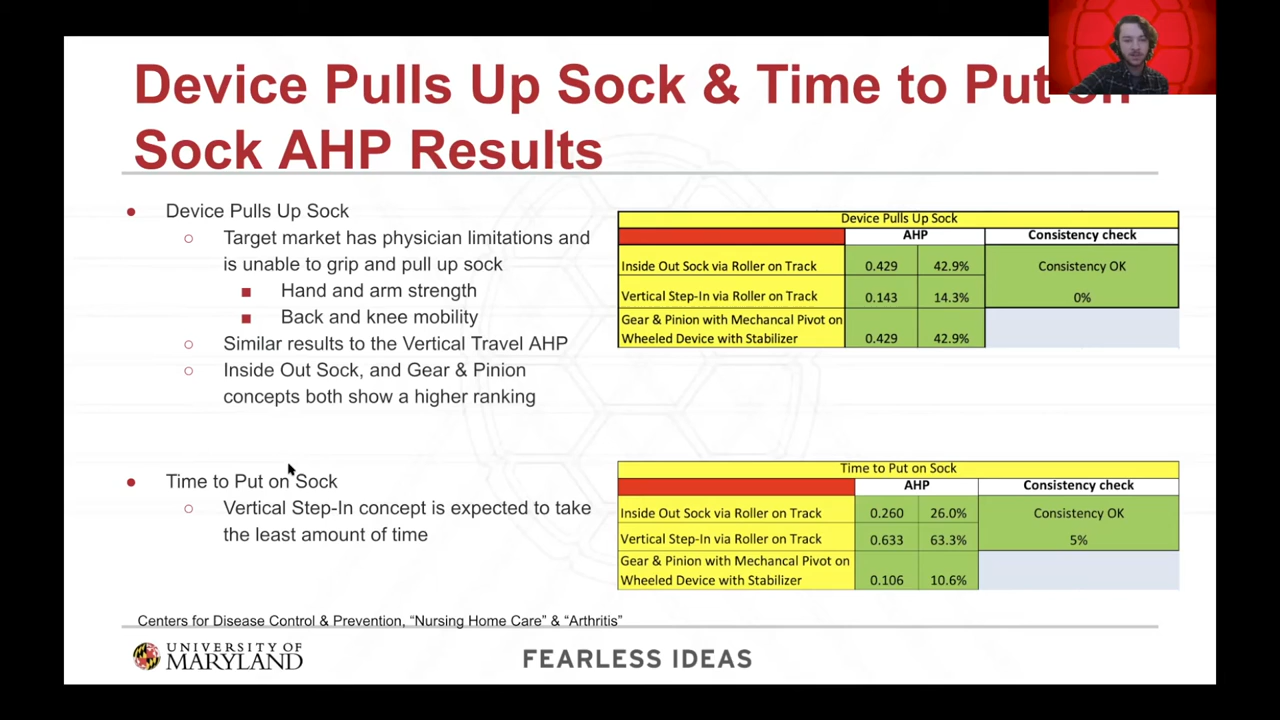 Device Pulls Up Sock & Time to Put on
Sock AHP Results
● Device Pulls Up Sock
○ Target market has physician limitations and
is unable to grip and pull up sock
■ Hand and arm strength
■ Back and knee mobility
○ Similar results to the Vertical Travel AHP
○ Inside Out Sock, and Gear & Pinion
concepts both show a higher ranking
● Time to Put on Sock
○ Vertical Step-In concept is expected to take
the least amount of time
Device Pulls Up Sock
AHP Consistency check
Inside Out Sock via Roller on Track 0.429 42.9% Consistency OK
Vertical Step-In via Roller on Track 0.143 14.3% 0%
Gear & Pinion with Mechancal Pivot on
Wheeled Device with Stabilizer 0.429 42.9%
Time to Put on Sock
AHP Consistency check
Inside Out Sock via Roller on Track 0.260 26.0% Consistency OK
Vertical Step-In via Roller on Track 0.633 63.3% 5%
Gear & Pinion with Mechancal Pivot on
Wheeled Device with Stabilizer 0.106 10.6%
Centers for Disease Control & Prevention, “Nursing Home Care” & “Arthritis”
UNIVERSITY OF
MARYLAND
FEARLESS IDEAS